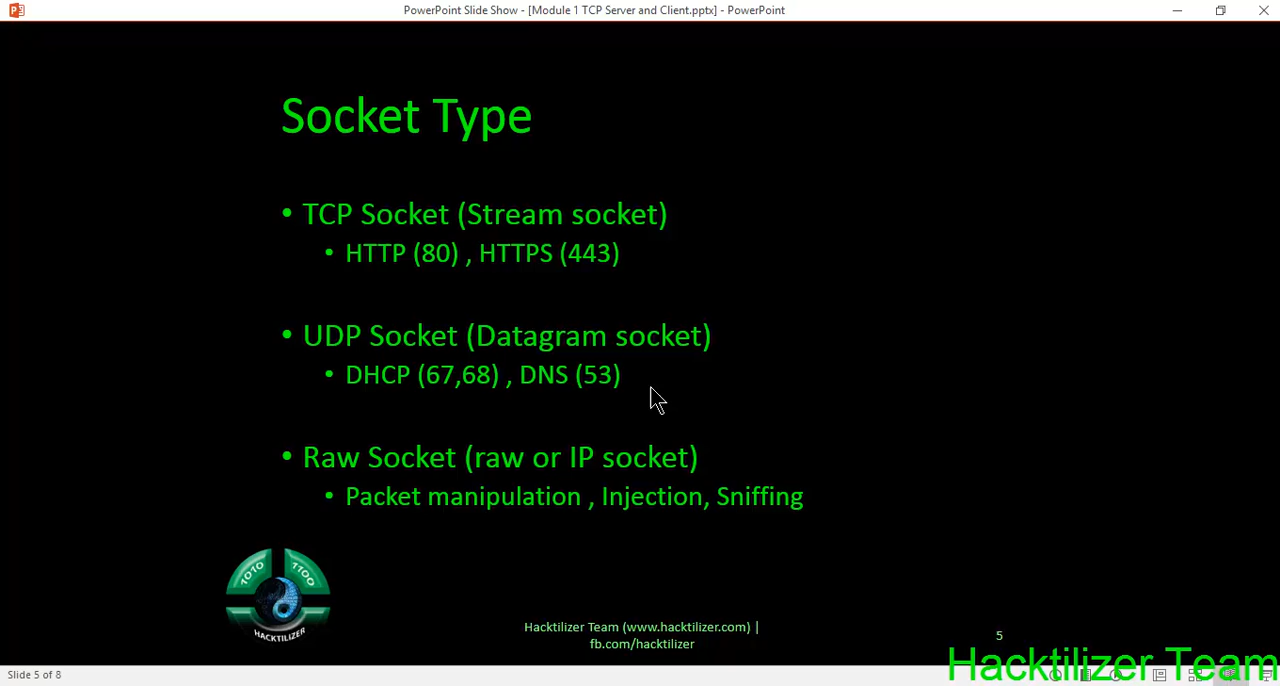 PowerPoint Slide Show - [Module 1 TCP Server and Client.pptx] - PowerPoint
Socket Type
• TCP Socket (Stream socket)
• HTTP (80) , HTTPS (443)
• UDP Socket (Datagram socket)
• DHCP (67,68) , DNS (53)
• Raw Socket (raw or IP socket)
• Packet manipulation , Injection, Sniffing
1010 1100
HACKTILIZER
Hacktilizer Team (www.hacktilizer.com) |
fb.com/hacktilizer
5
Hacktilizer Team
Slide 5 of 8